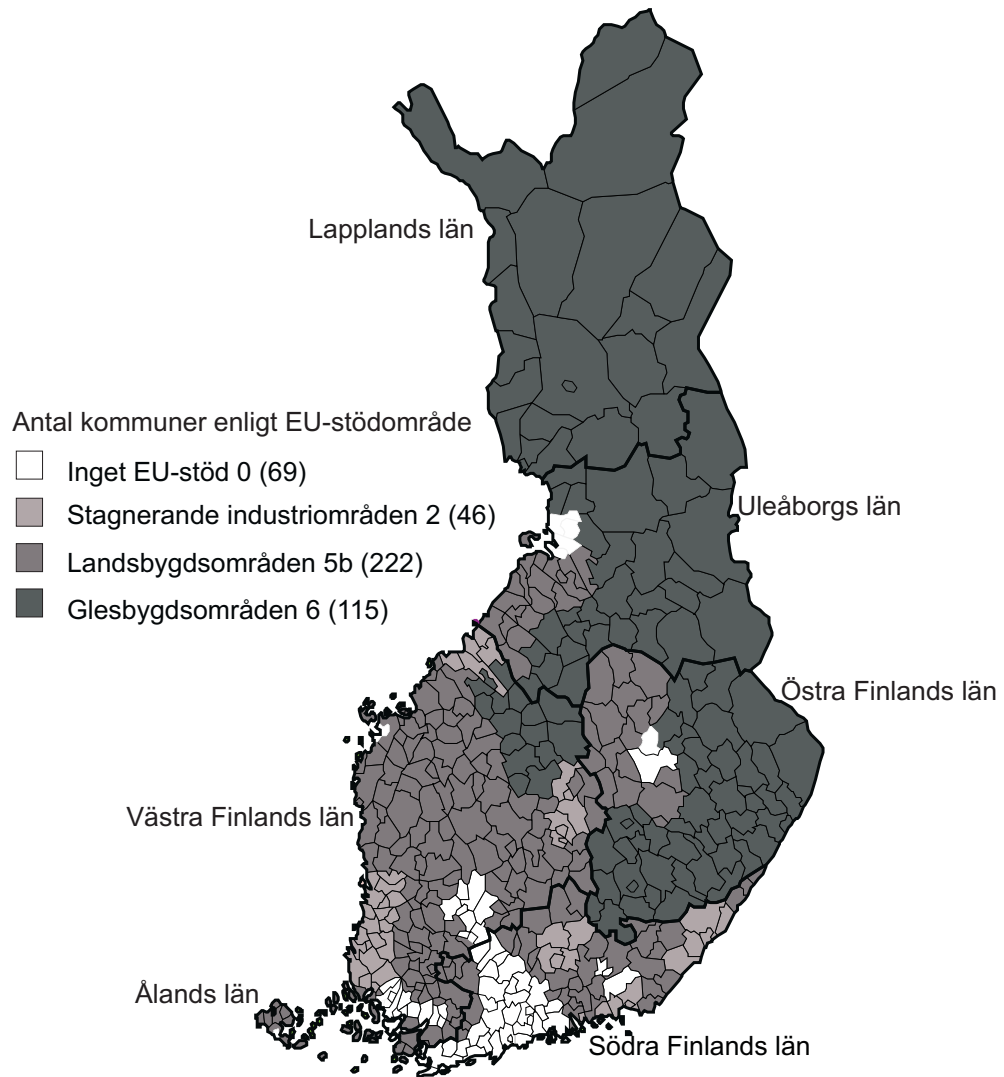 Lapplands län
Antal kommuner enligt EU-stödområde
Inget EU-stöd 0 (69)
Stagnerande industriområden 2 (46)
Landsbygdsområden 5b (222)
Glesbygdsområden 6 (115)
Uleåborgs län
Östra Finlands län
Västra Finlands län
Ålands län
Södra Finlands län